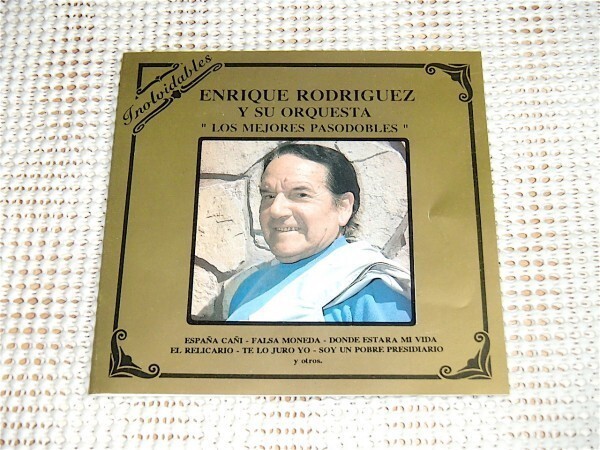 Inolvidables
ENRIQUE RODRIGUEZ
Y SU ORQUESTA
" LOS MEJORES PASODOBLES "
ESPAÑA CAÑI - FALSA MONEDA - DONDE ESTARA MI VIDA
EL RELICARIO - TE LO JURO YO - SOY UN POBRE PRESIDIARIO
y otros.